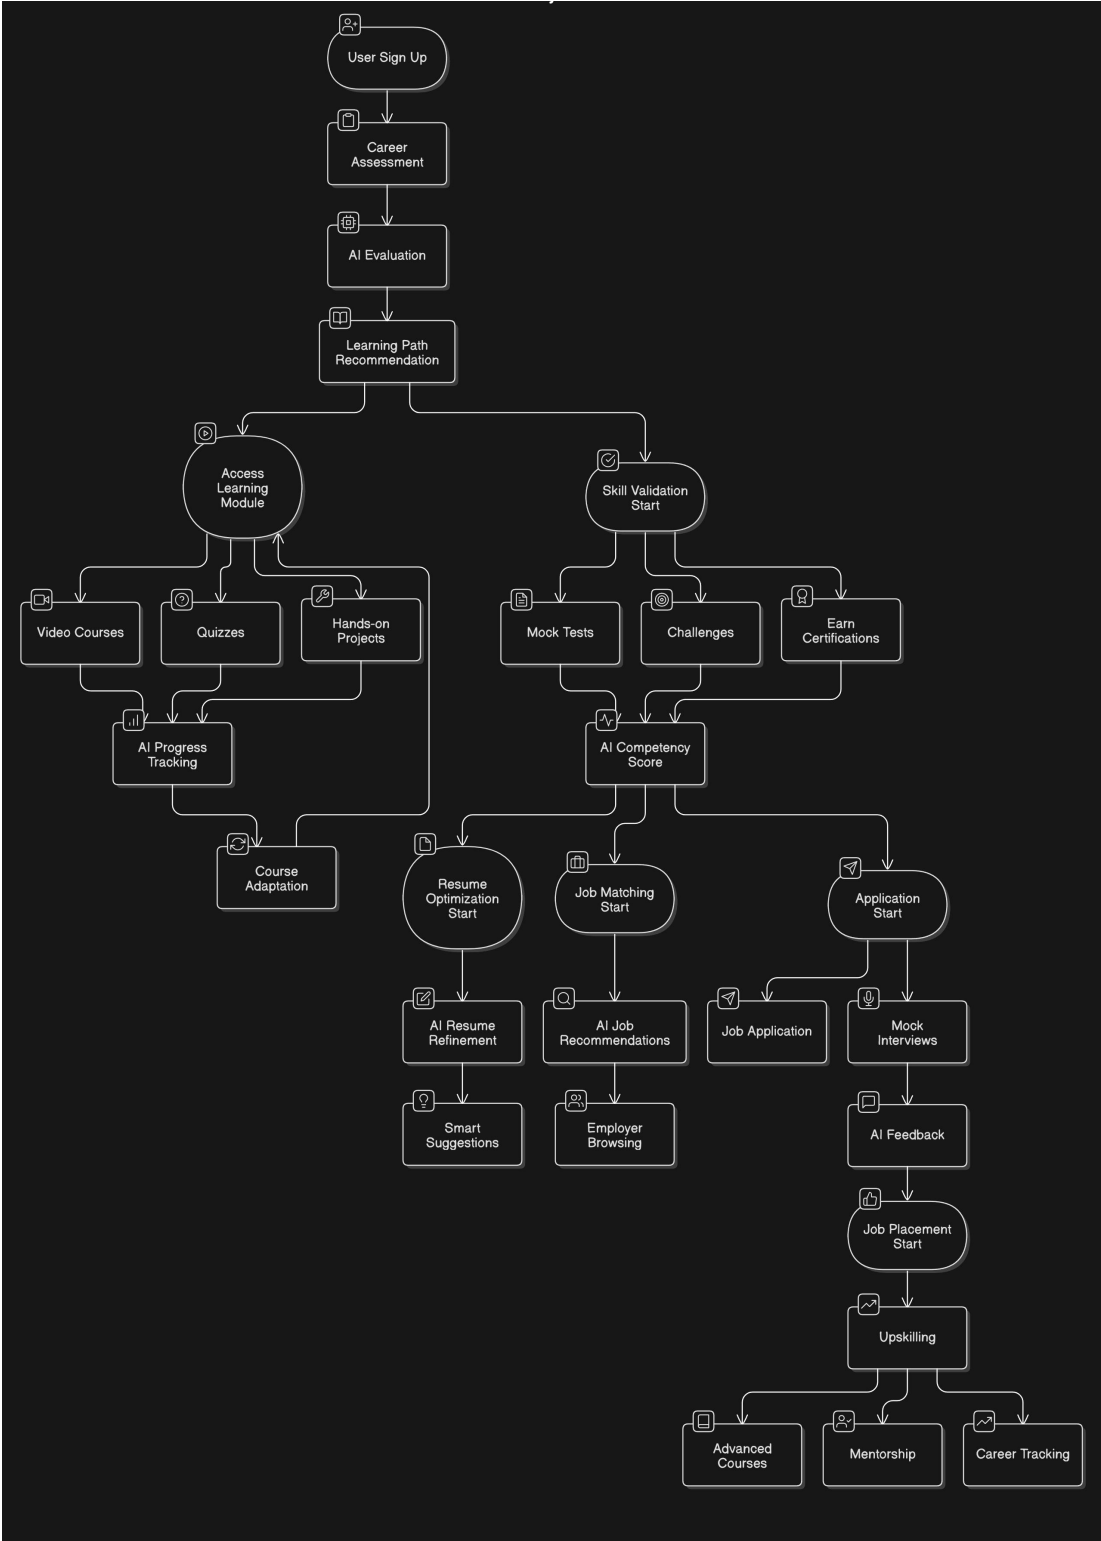 User Sign Up
Career
Assessment
AI Evaluation
Learning Path
Recommendation
Access
Learning
Module
Skill Validation
Start
Video Courses
Quizzes
Hands-on
Projects
Mock Tests
Challenges
Earn
Certifications
AI Progress
Tracking
AI Competency
Score
Course
Adaptation
Resume
Optimization
Start
Job Matching
Start
Application
Start
AI Resume
Refinement
AI Job
Recommendations
Job Application
Mock
Interviews
Smart
Suggestions
Employer
Browsing
AI Feedback
Job Placement
Start
Upskilling
Advanced
Courses
Mentorship
Career Tracking